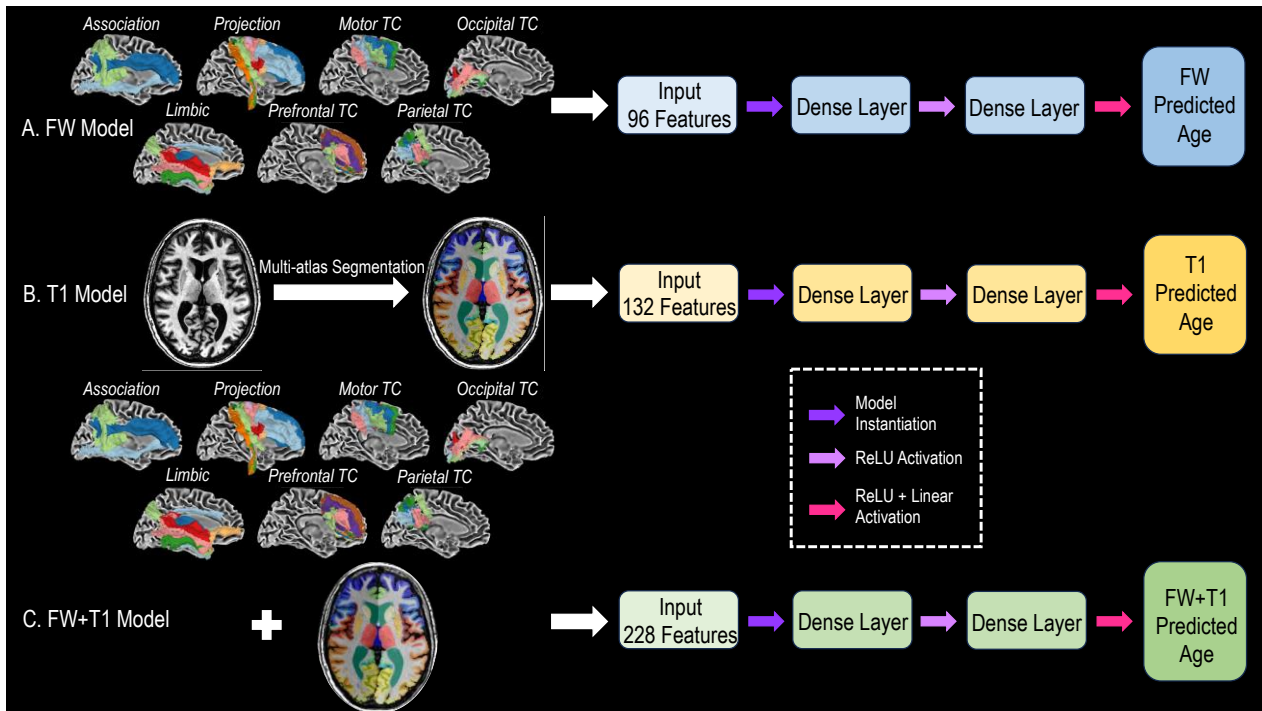 Association
Projection
Motor TC
Occipital TC
Limbic
Prefrontal TC
Parietal TC
A. FW Model
Input
96 Features
Dense Layer
Dense Layer
FW
Predicted
Age
B. T1 Model
Multi-atlas Segmentation
Input
132 Features
Dense Layer
Dense Layer
T1
Predicted
Age
Model
Instantiation
ReLU Activation
ReLU + Linear
Activation
Association
Projection
Motor TC
Occipital TC
Limbic
Prefrontal TC
Parietal TC
C. FW+T1 Model
Input
228 Features
Dense Layer
Dense Layer
FW+T1
Predicted
Age